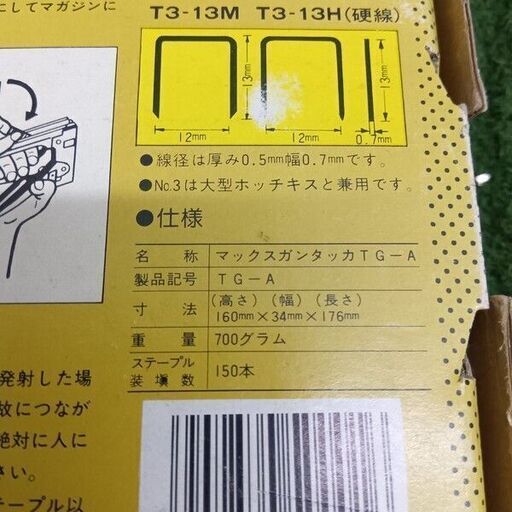 にしてマガジンに
T3-13M T3-13H(硬線)
13mm
13mm
12mm
12mm
0.7mm
●線径は厚み0.5mm幅0.7mmです。
●No.3は大型ホッチキスと兼用です。
●仕様
名称 マックスガンタッカTG-A
製品記号 TG-A
寸法 (高さ) (幅) (長さ)
160mm×34mm×176mm
重量 700グラム
ステープル装塡数 150本
発射した場
故につなが
絶対に人に
さい。
テープル以